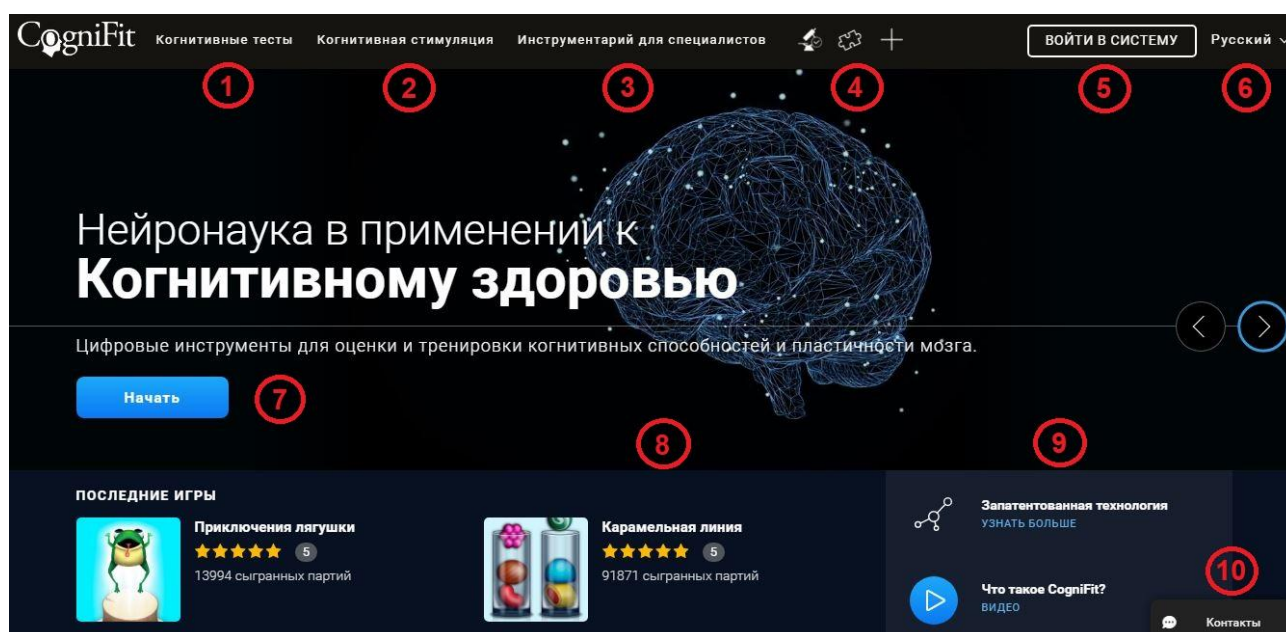 CogniFit Когнитивные тесты Когнитивная стимуляция Инструментарий для специалистов ВОЙТИ В СИСТЕМУ Русский
1 2 3 4 5 6
Нейронаука в применении к
Когнитивному здоровью
Цифровые инструменты для оценки и тренировки когнитивных способностей и пластичности мозга.
Начать 7
8 9
ПОСЛЕДНИЕ ИГРЫ
Приключения лягушки
5
13994 сыгранных партий
Карамельная линия
5
91871 сыгранных партий
Запатентованная технология
УЗНАТЬ БОЛЬШЕ
Что такое CogniFit?
ВИДЕО
10
Контакты